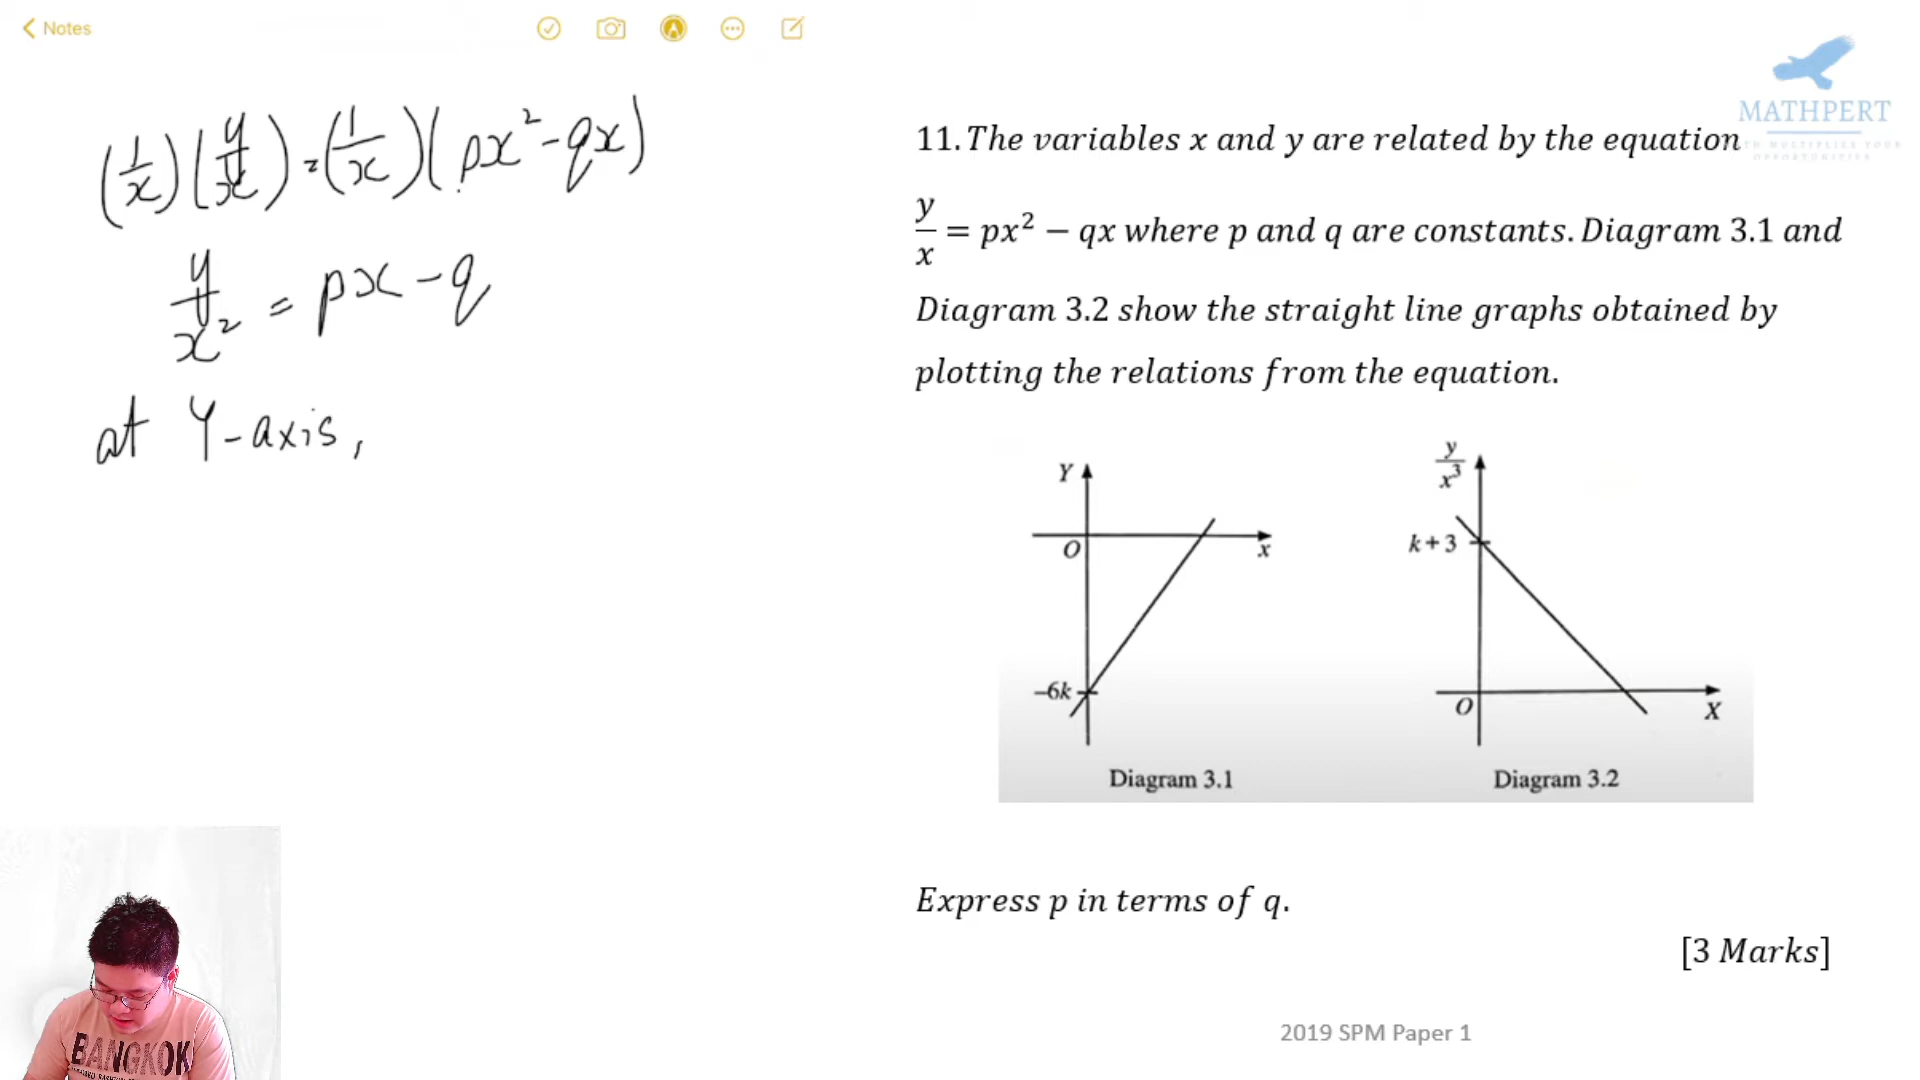 Notes
(1/x)(y/x) = (1/x)(px² - qx)
y/x² = px - q
at Y-axis,
MATHPERT
OPPORTUNITIES
11. The variables x and y are related by the equation
y/x = px² − qx where p and q are constants. Diagram 3.1 and
Diagram 3.2 show the straight line graphs obtained by
plotting the relations from the equation.
Y
O
x
−6k
Diagram 3.1
y/x³
k+3
O
X
Diagram 3.2
Express p in terms of q.
[3 Marks]
2019 SPM Paper 1
BANGKOK